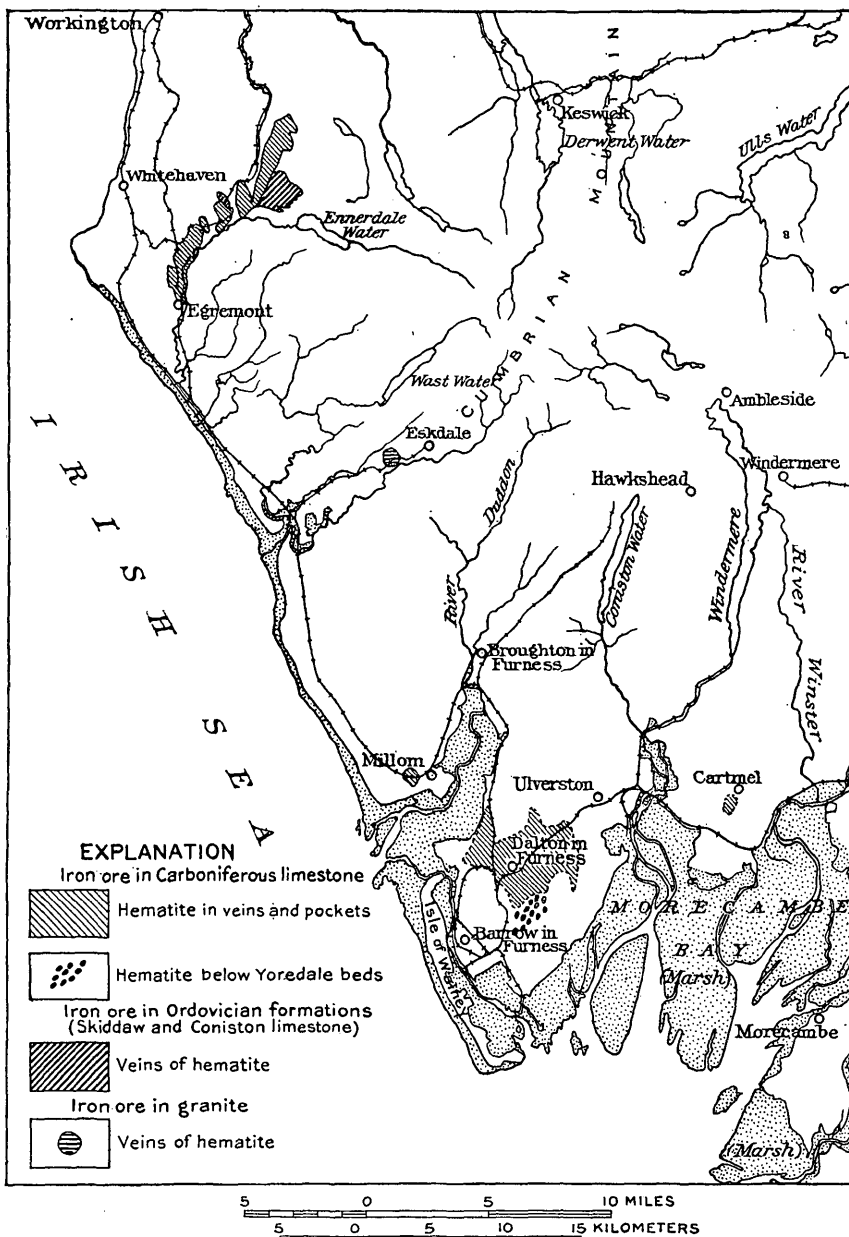 Workington
Keswick
Derwent Water
MOUNTAIN
Ulls Water
Whitehaven
Ennerdale
Water
Egremont
CUMBRIAN
Wast Water
Ambleside
Eskdale
Windermere
Hawkshead
IRISH SEA
River Duddon
Coniston Water
Windermere
River Winster
Broughton in
Furness
Millom
Ulverston
Cartmel
Dalton in
Furness
Isle of Walney
Barrow in
Furness
MORECAMBE
BAY
(Marsh)
Morecambe
(Marsh)
EXPLANATION
Iron ore in Carboniferous limestone
Hematite in veins and pockets
Hematite below Yoredale beds
Iron ore in Ordovician formations
(Skiddaw and Coniston limestone)
Veins of hematite
Iron ore in granite
Veins of hematite
5 0 5 10 MILES
5 0 5 10 15 KILOMETERS